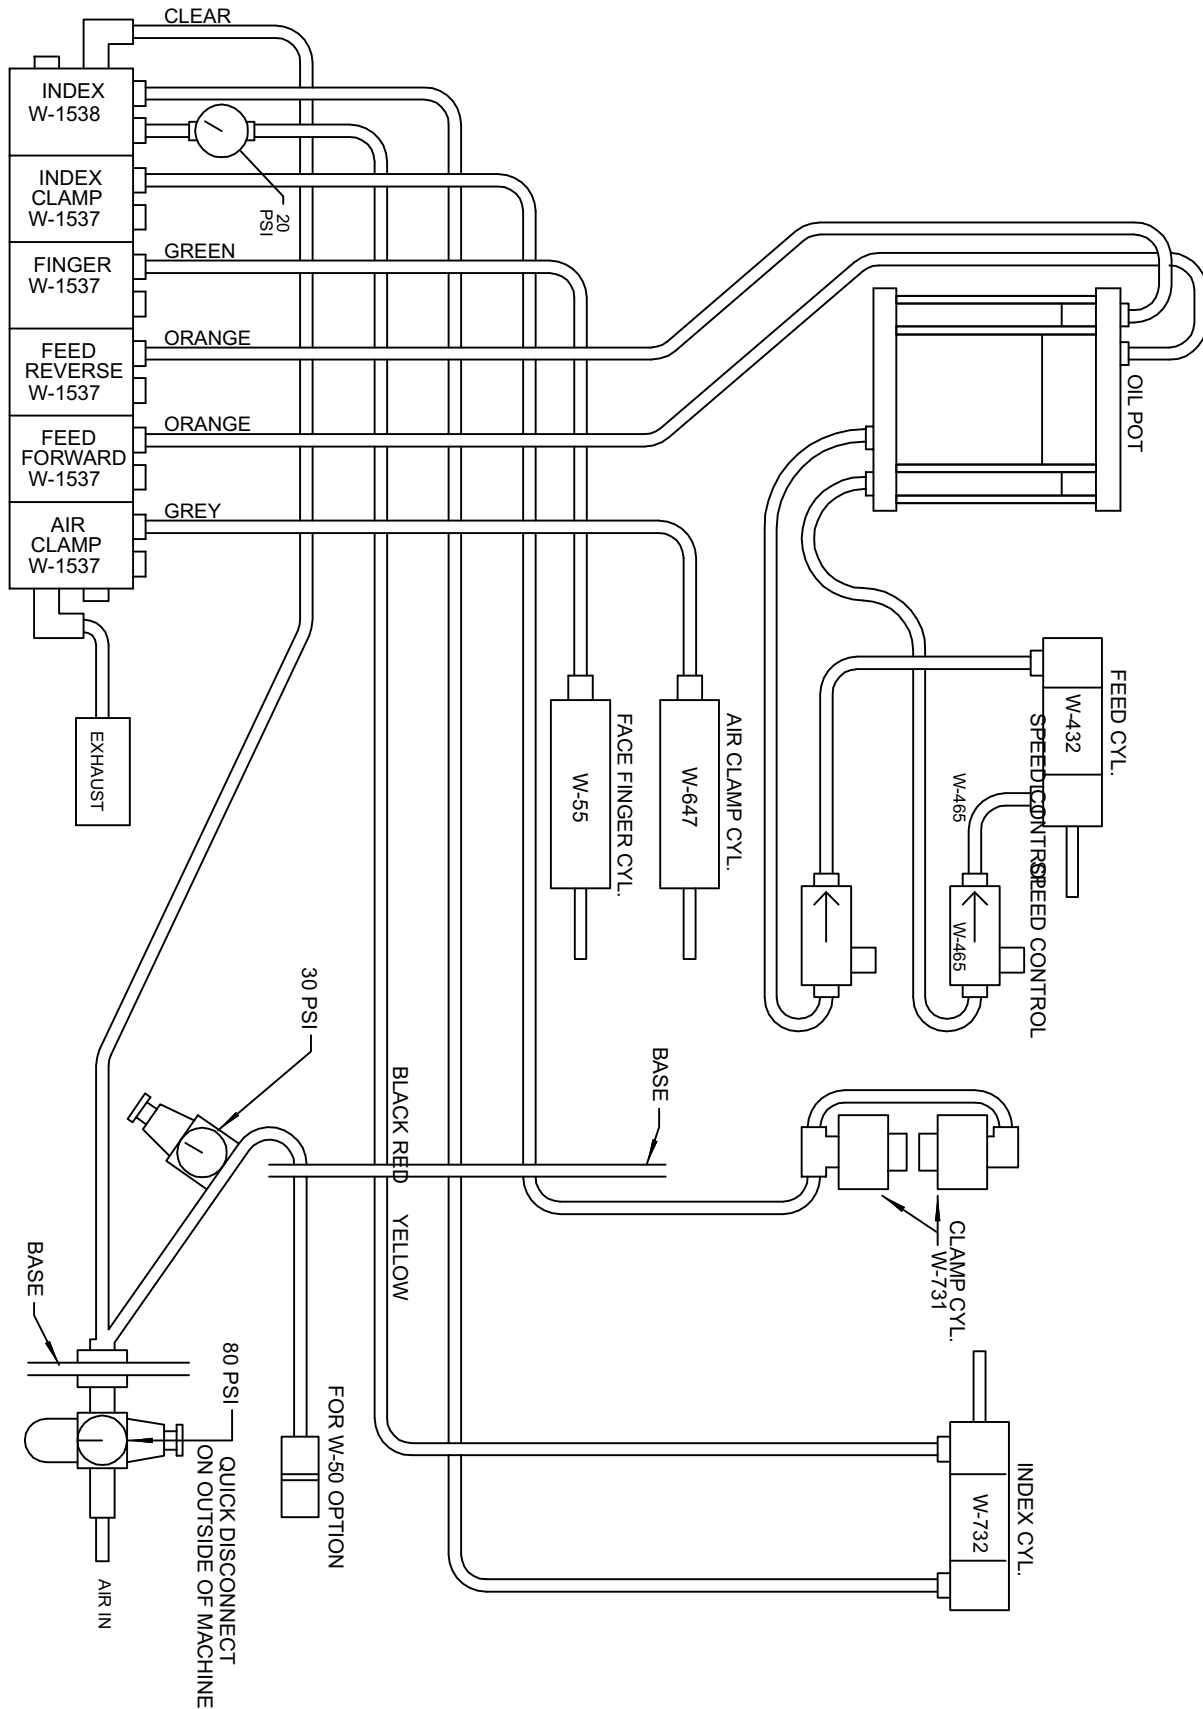 CLEAR
INDEX
W-1538
INDEX
CLAMP
W-1537
FINGER
W-1537
FEED
REVERSE
W-1537
FEED
FORWARD
W-1537
AIR
CLAMP
W-1537
EXHAUST
20
PSI
GREEN
ORANGE
ORANGE
GREY
OIL POT
FEED CYL.
W-432
SPEED CONTROL
W-465
SPEED CONTROL
W-465
AIR CLAMP CYL.
W-647
FACE FINGER CYL.
W-55
30 PSI
BASE
BLACK RED YELLOW
CLAMP CYL.
W-731
BASE
80 PSI
QUICK DISCONNECT
ON OUTSIDE OF MACHINE
AIR IN
FOR W-50 OPTION
INDEX CYL.
W-732